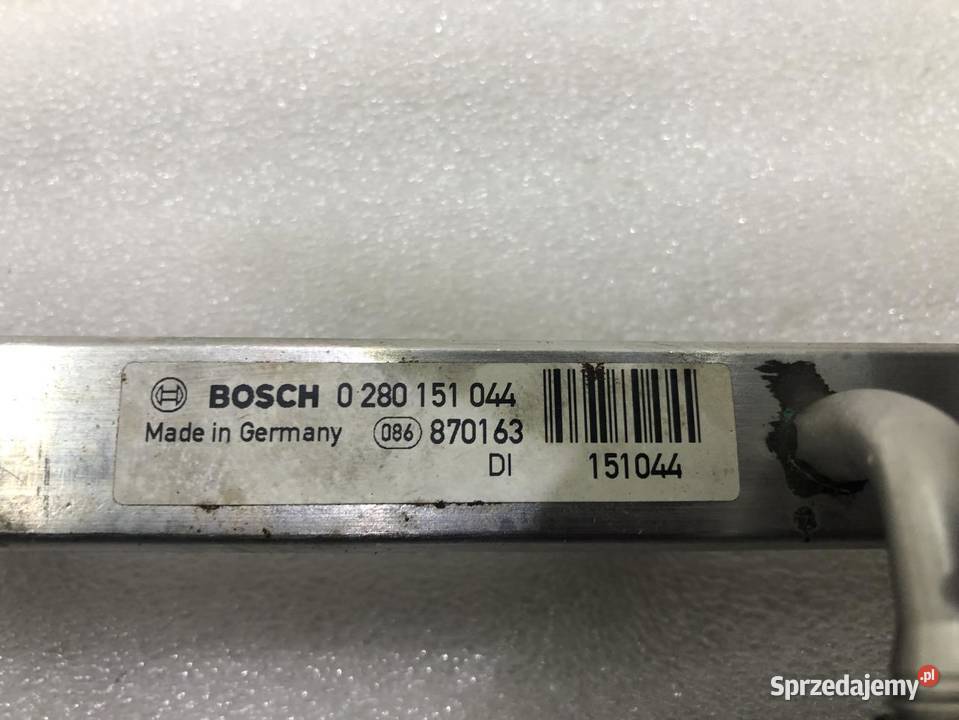 BOSCH 0 280 151 044
Made in Germany 086 870163
DI 151044
Sprzedajemy.pl